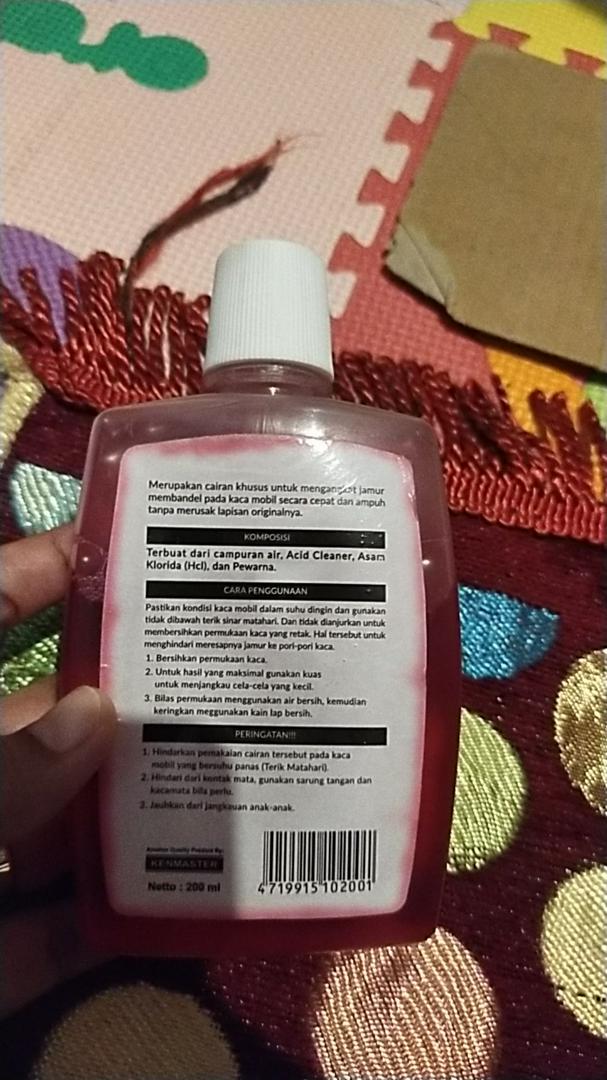 Merupakan cairan khusus untuk mengangkat jamur
membandel pada kaca mobil secara cepat dan ampuh
tanpa merusak lapisan originalnya.
KOMPOSISI
Terbuat dari campuran air, Acid Cleaner, Asam
Klorida (Hcl), dan Pewarna.
CARA PENGGUNAAN
Pastikan kondisi kaca mobil dalam suhu dingin dan gunakan
tidak dibawah terik sinar matahari. Dan tidak dianjurkan untuk
membersihkan permukaan kaca yang retak. Hal tersebut untuk
menghindari meresapnya jamur ke pori-pori kaca.
1. Bersihkan permukaan kaca.
2. Untuk hasil yang maksimal gunakan kuas
untuk menjangkau cela-cela yang kecil.
3. Bilas permukaan menggunakan air bersih, kemudian
keringkan meggunakan kain lap bersih.
PERINGATAN!!!
1. Hindarkan pemakaian cairan tersebut pada kaca
mobil yang bersuhu panas (Terik Matahari).
2. Hindari dari kontak mata, gunakan sarung tangan dan
kacamata bila perlu.
3. Jauhkan dari jangkauan anak-anak.
Another Quality Product By:
KENMASTER
Netto : 200 ml
4719915102001